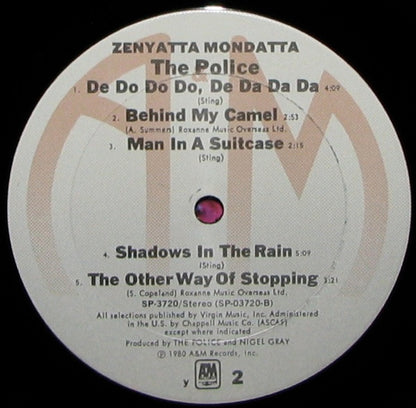 ZENYATTA MONDATTA
The Police
1. De Do Do Do, De Da Da Da 4:09
(Sting)
2. Behind My Camel 2:53
(A. Summers) Roxanne Music Overseas Ltd.
3. Man In A Suitcase 2:15
(Sting)
4. Shadows In The Rain 5:09
(Sting)
5. The Other Way Of Stopping 3:21
(S. Copeland) Roxanne Music Overseas Ltd.
SP-3720/Stereo (SP-03720-B)
All selections published by Virgin Music, Inc. Administered
in the U.S. by Chappell Music Co. (ASCAP)
except where indicated
Produced by THE POLICE and NIGEL GRAY
℗ 1980 A&M Records, Inc.
y A&M 2